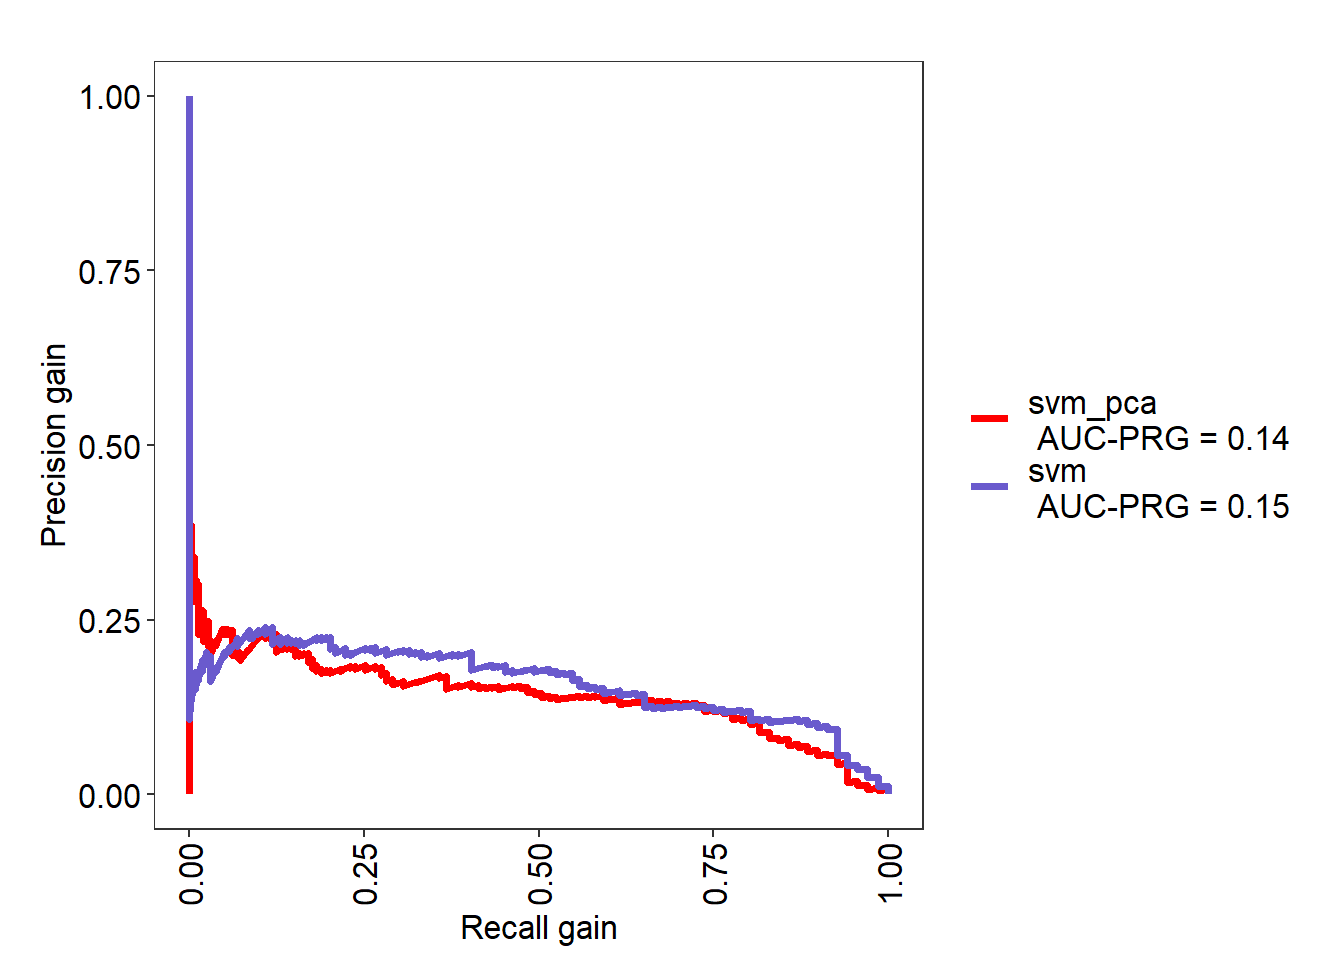 1.00
0.75
0.50
0.25
0.00
Precision gain
0.00
0.25
0.50
0.75
1.00
Recall gain
svm_pca
AUC-PRG = 0.14
svm
AUC-PRG = 0.15